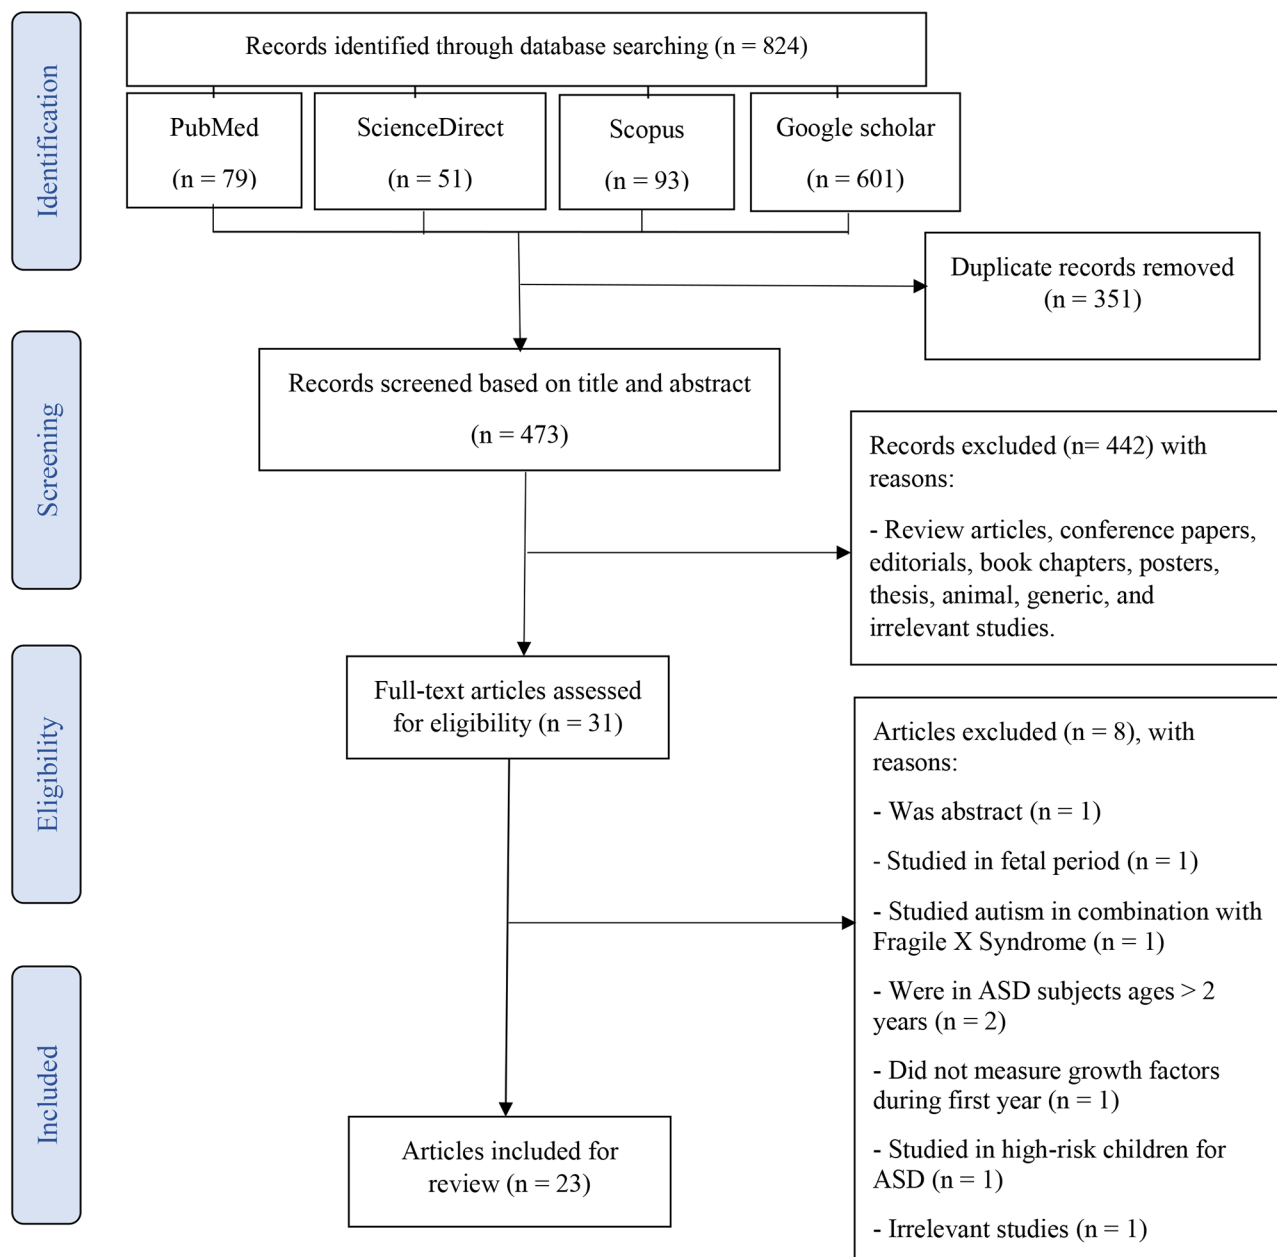 Identification
Records identified through database searching (n = 824)
PubMed
(n = 79)
ScienceDirect
(n = 51)
Scopus
(n = 93)
Google scholar
(n = 601)
Duplicate records removed
(n = 351)
Screening
Records screened based on title and abstract
(n = 473)
Records excluded (n= 442) with
reasons:
- Review articles, conference papers,
editorials, book chapters, posters,
thesis, animal, generic, and
irrelevant studies.
Eligibility
Full-text articles assessed
for eligibility (n = 31)
Articles excluded (n = 8), with
reasons:
- Was abstract (n = 1)
- Studied in fetal period (n = 1)
- Studied autism in combination with
Fragile X Syndrome (n = 1)
- Were in ASD subjects ages > 2
years (n = 2)
- Did not measure growth factors
during first year (n = 1)
- Studied in high-risk children for
ASD (n = 1)
- Irrelevant studies (n = 1)
Included
Articles included for
review (n = 23)